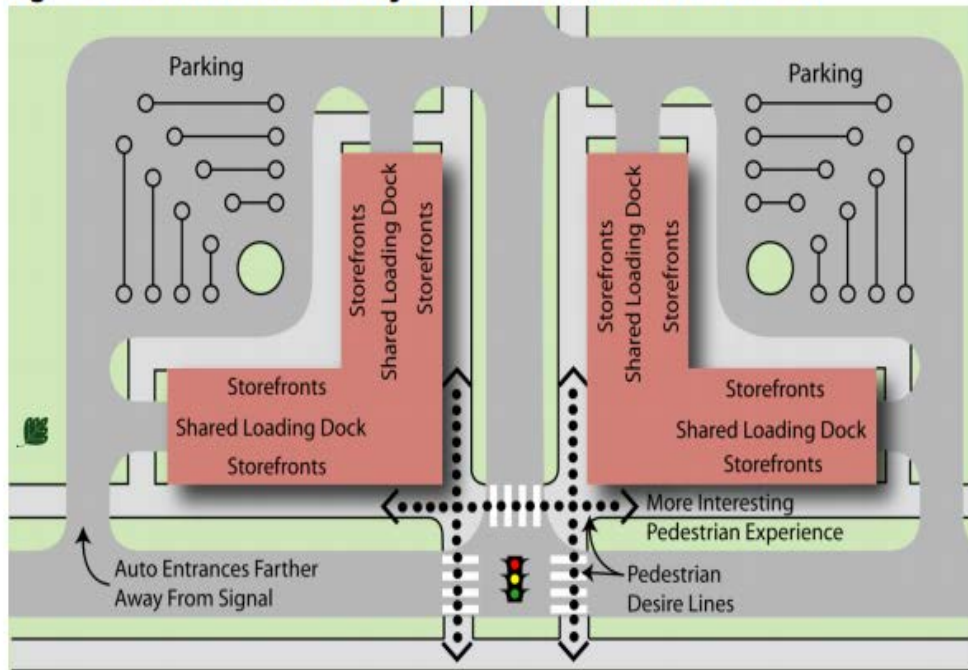 Parking
Parking
Storefronts
Shared Loading Dock
Storefronts
Storefronts
Shared Loading Dock
Storefronts
Storefronts
Shared Loading Dock
Storefronts
Storefronts
Shared Loading Dock
Storefronts
More Interesting
Pedestrian Experience
Auto Entrances Farther
Away From Signal
Pedestrian
Desire Lines